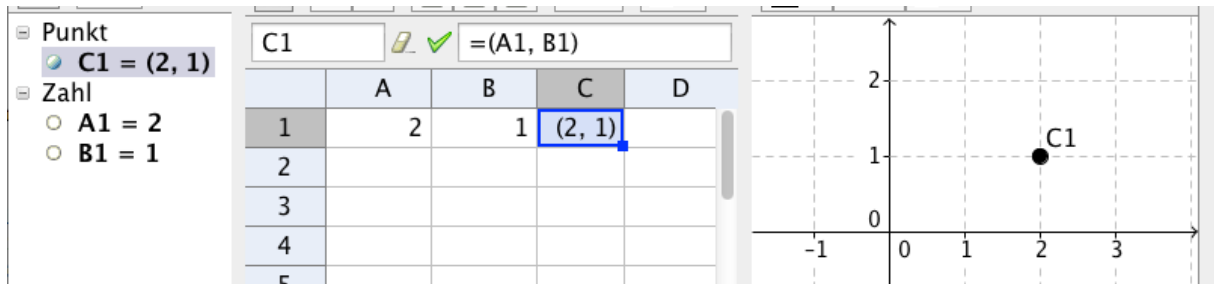 Punkt
C1 = (2, 1)
Zahl
A1 = 2
B1 = 1
C1 =(A1, B1)
A B C D
1 2 1 (2, 1)
2
3
4
5
2
C1
1
0
-1 0 1 2 3